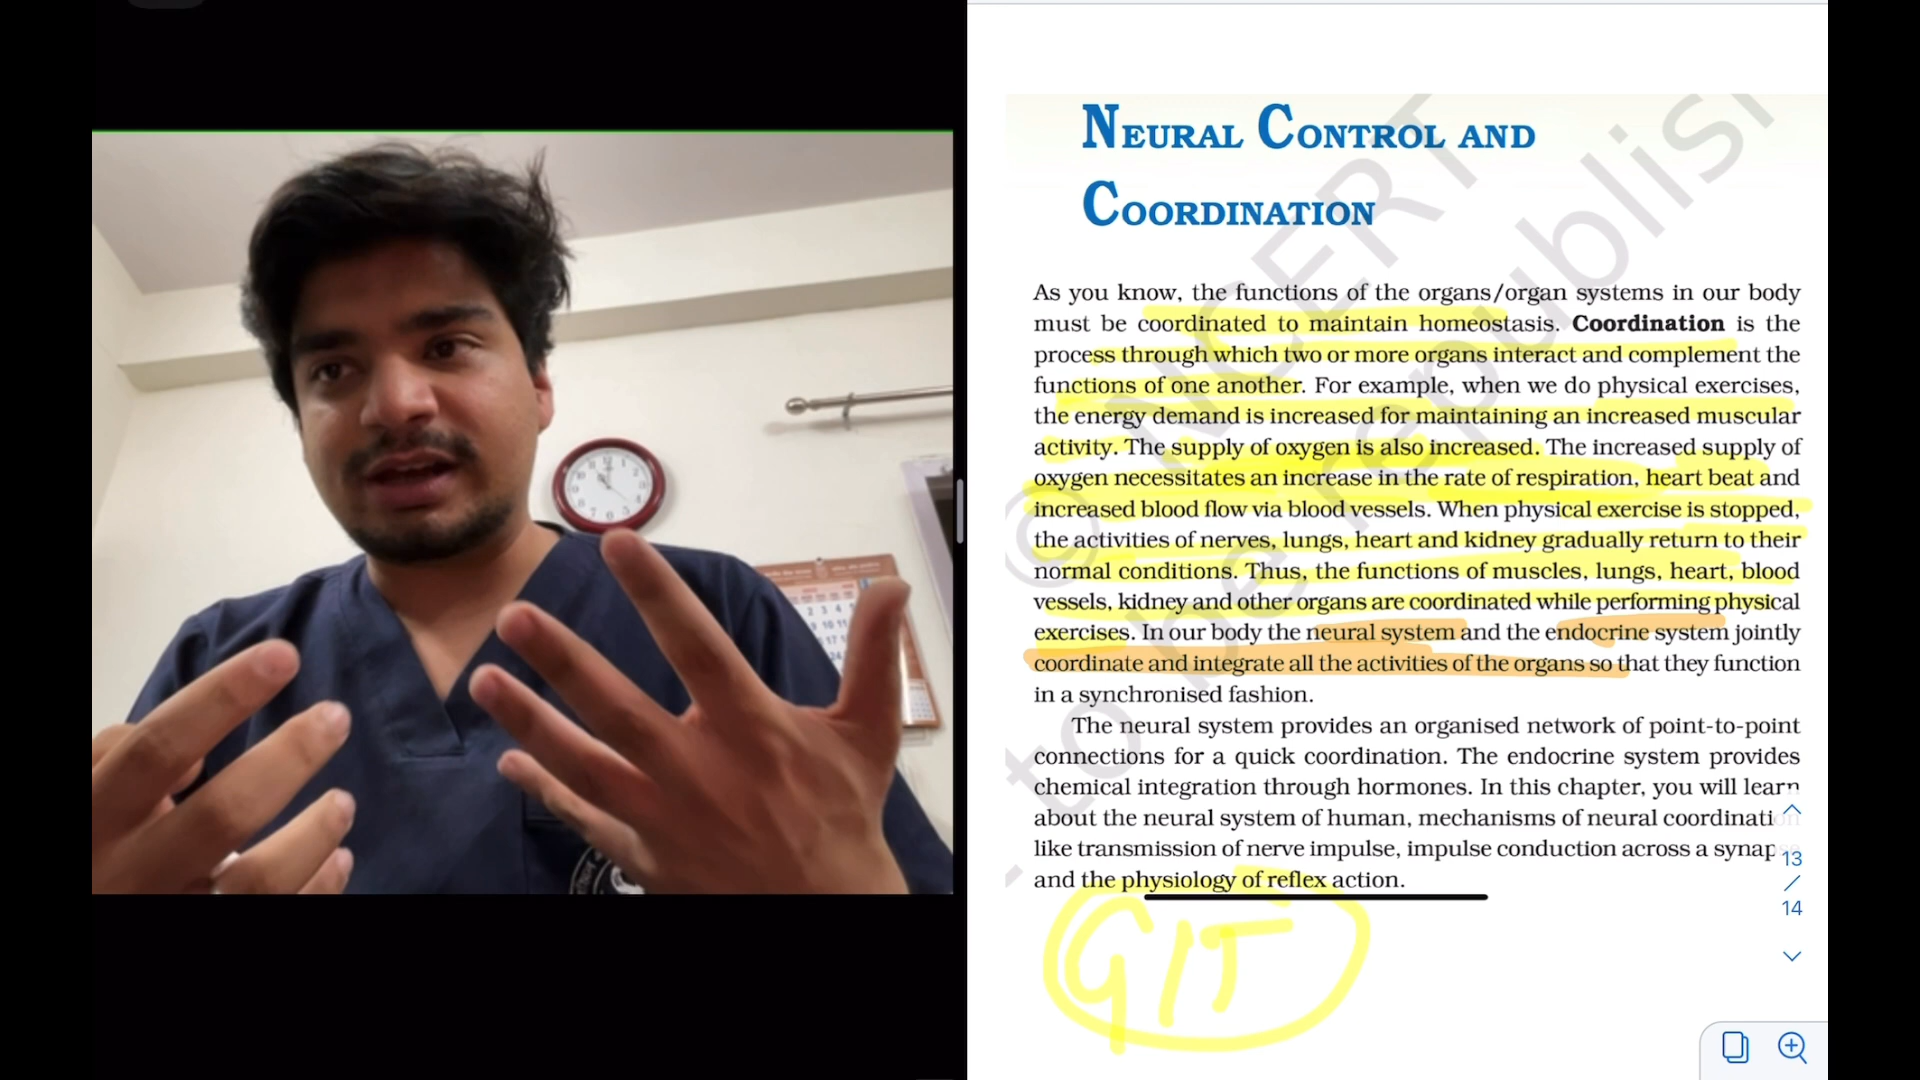 NEURAL CONTROL AND
COORDINATION
As you know, the functions of the organs/organ systems in our body
must be coordinated to maintain homeostasis. Coordination is the
process through which two or more organs interact and complement the
functions of one another. For example, when we do physical exercises,
the energy demand is increased for maintaining an increased muscular
activity. The supply of oxygen is also increased. The increased supply of
oxygen necessitates an increase in the rate of respiration, heart beat and
increased blood flow via blood vessels. When physical exercise is stopped,
the activities of nerves, lungs, heart and kidney gradually return to their
normal conditions. Thus, the functions of muscles, lungs, heart, blood
vessels, kidney and other organs are coordinated while performing physical
exercises. In our body the neural system and the endocrine system jointly
coordinate and integrate all the activities of the organs so that they function
in a synchronised fashion.
The neural system provides an organised network of point-to-point
connections for a quick coordination. The endocrine system provides
chemical integration through hormones. In this chapter, you will learn
about the neural system of human, mechanisms of neural coordination
like transmission of nerve impulse, impulse conduction across a synapse
and the physiology of reflex action.
GIT
© NCERT
to be republis
13
/
14